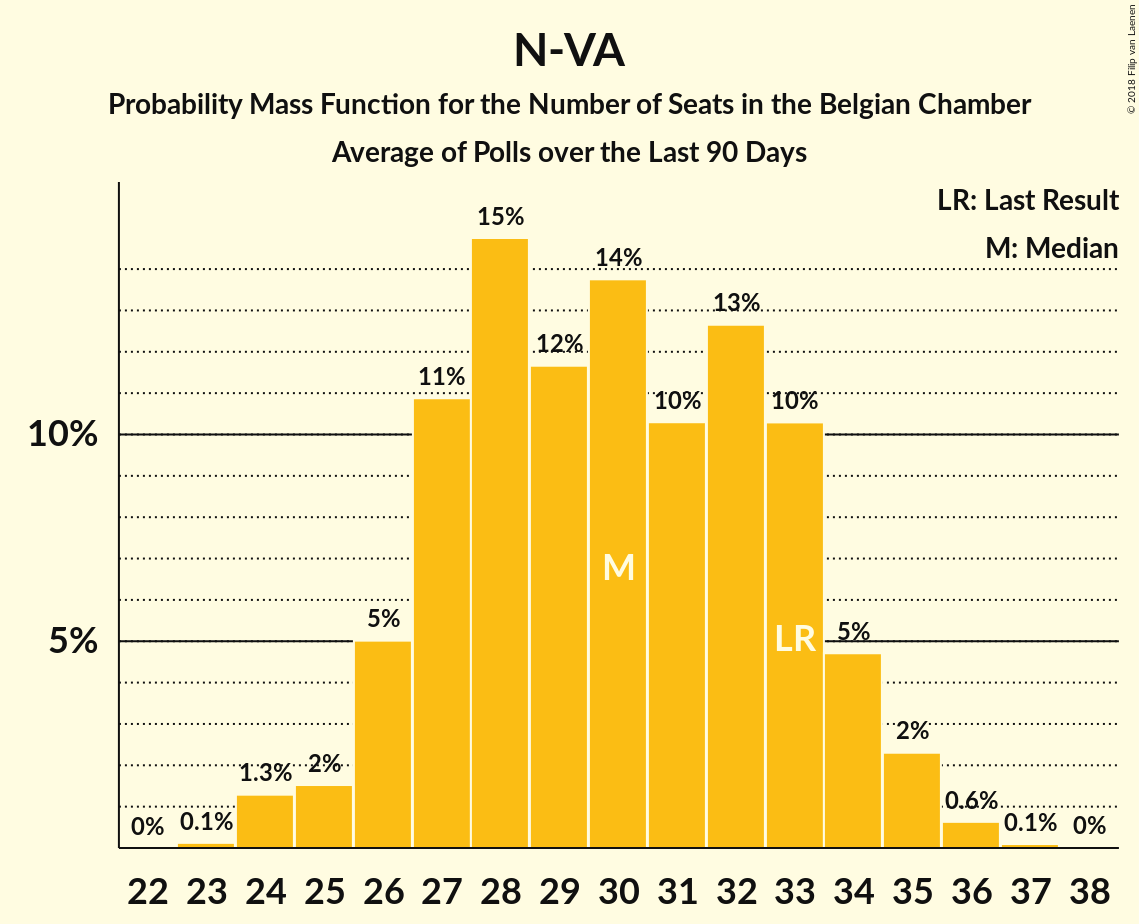 N-VA
Probability Mass Function for the Number of Seats in the Belgian Chamber
Average of Polls over the Last 90 Days
© 2018 Filip van Laenen
LR: Last Result
M: Median
15%
14%
13%
12%
11%
10%
10%
10%
M
LR
5%
5%
5%
2%
2%
1.3%
0.6%
0%
0.1%
0.1%
0%
22 23 24 25 26 27 28 29 30 31 32 33 34 35 36 37 38